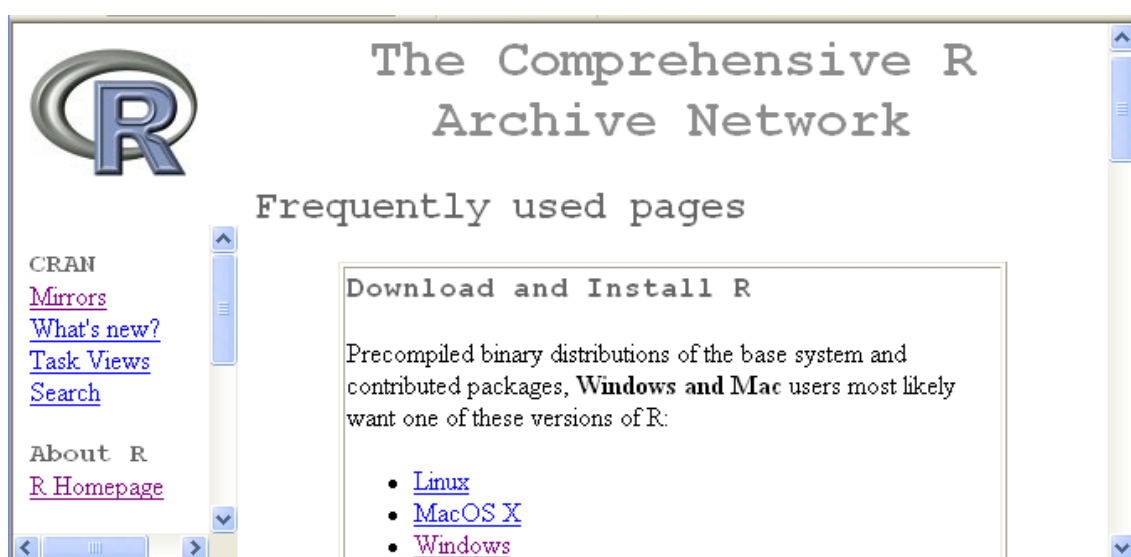 R
The Comprehensive R
Archive Network
Frequently used pages
CRAN
Mirrors
What's new?
Task Views
Search
About R
R Homepage
Download and Install R
Precompiled binary distributions of the base system and
contributed packages, Windows and Mac users most likely
want one of these versions of R:
Linux
MacOS X
Windows